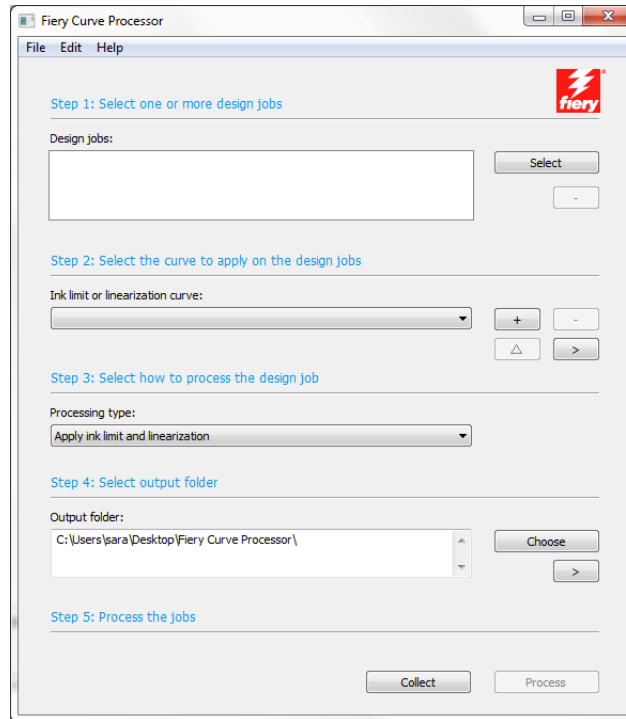 Fiery Curve Processor
File Edit Help
fiery®
Step 1: Select one or more design jobs
Design jobs:
Select
-
Step 2: Select the curve to apply on the design jobs
Ink limit or linearization curve:
+ -
△ >
Step 3: Select how to process the design job
Processing type:
Apply ink limit and linearization
Step 4: Select output folder
Output folder:
C:\Users\sara\Desktop\Fiery Curve Processor\
Choose
>
Step 5: Process the jobs
Collect Process